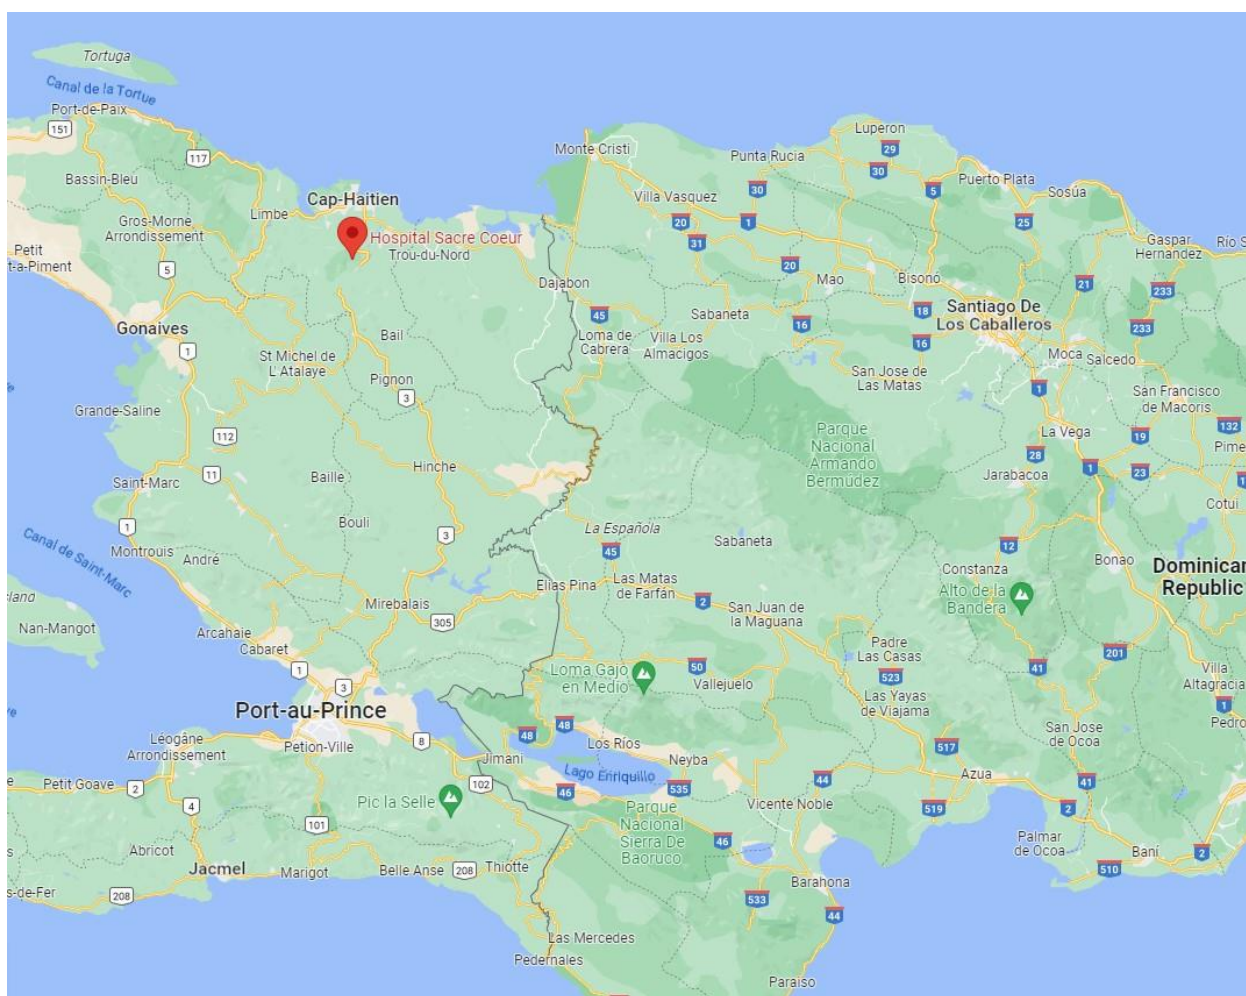 Tortuga
Canal de la Tortue
Port-de-Paix
151
117
Bassin-Bleu
Gros-Morne
Arrondissement
Limbe
Cap-Haitien
Hospital Sacre Coeur
Trou-du-Nord
Petit
t-a-Piment
5
Gonaives
1
Bail
St Michel de
L' Atalaye
Pignon
3
Grande-Saline
112
11
Hinche
Baille
Saint-Marc
1
Bouli
3
Canal de Saint-Marc
Montrouis
André
Mirebalais
305
land
Nan-Mangot
Arcahaie
Cabaret
1
3
Port-au-Prince
Petion-Ville
8
Léogâne
Arrondissement
Petit Goave
2
4
101
Pic la Selle
102
Abricot
Jacmel
Marigot
Belle Anse
208
Thiotte
s-de-Fer
208
Monte Cristi
Punta Rucia
Luperon
29
30
30
5
Puerto Plata
Sosúa
Villa Vasquez
20
1
31
25
Gaspar
Hernandez
Río S
20
Mao
Bisonó
21
233
Dajabon
45
Sabaneta
16
18
Santiago De
Los Caballeros
233
Loma de
Cabrera
Villa Los
Almacigos
16
Moca
Salcedo
San Jose de
Las Matas
1
San Francisco
de Macoris
Parque
Nacional
Armando
Bermúdez
La Vega
132
19
28
Pime
Jarabacoa
1
23
1
Cotui
La Española
Sabaneta
45
12
Bonao
Constanza
Dominican
Republic
Elias Pina
Las Matas
de Farfán
2
San Juan de
la Maguana
Alto de la
Bandera
Padre
Las Casas
201
Loma Gajo
en Medio
50
Vallejuelo
523
41
Villa
Altagracia
Las Yayas
de Viajama
1
Pedro
48
48
Los Ríos
San Jose
de Ocoa
517
Jimani
Lago Enriquillo
Neyba
44
Azua
46
535
41
Parque
Nacional
Sierra De
Baoruco
Vicente Noble
519
2
46
Palmar
de Ocoa
Baní
2
510
Barahona
533
44
Las Mercedes
Pedernales
Paraiso